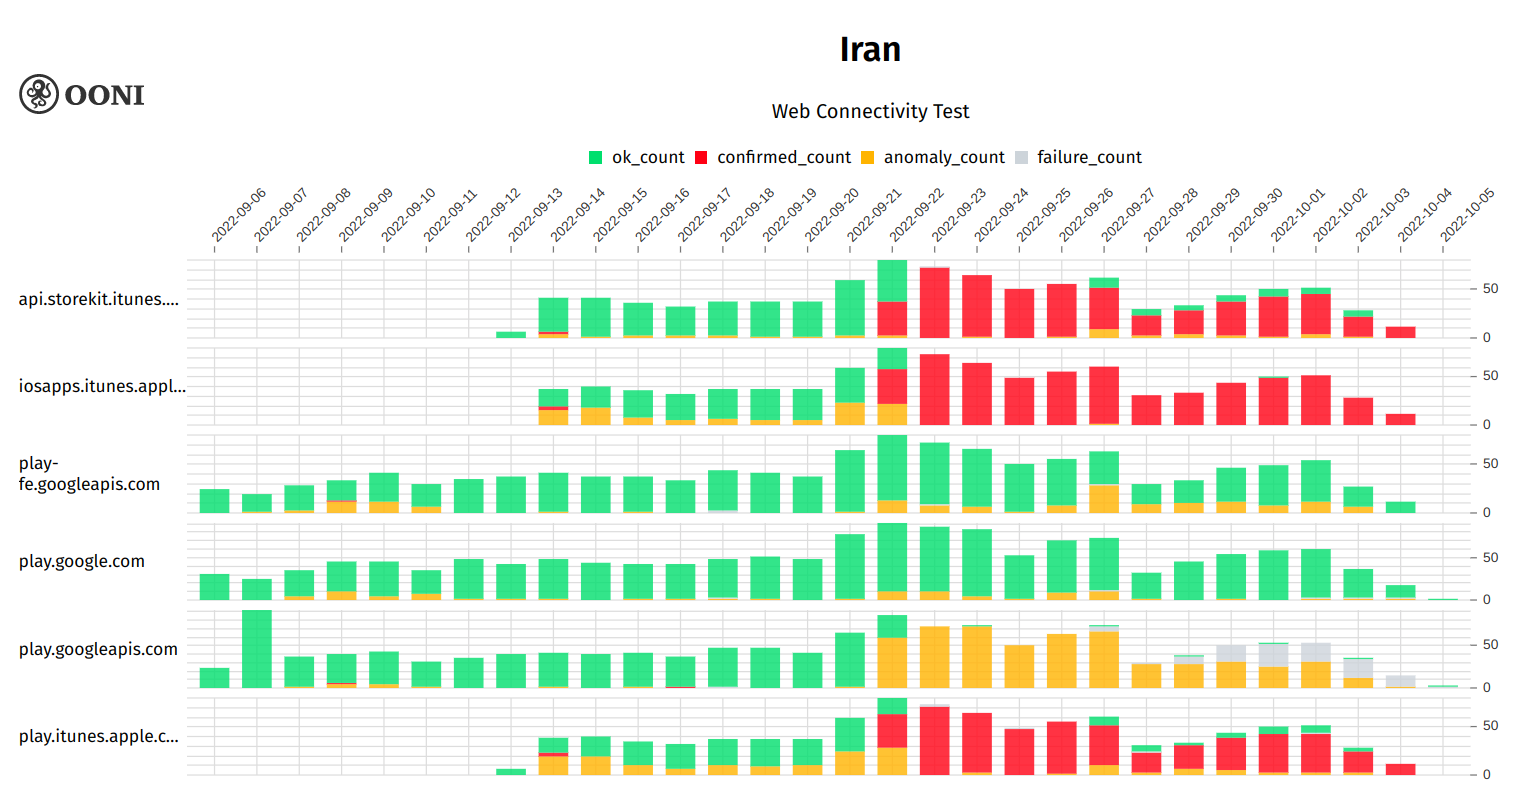 Iran
OONI
Web Connectivity Test
ok_count confirmed_count anomaly_count failure_count
2022-09-06 2022-09-07 2022-09-08 2022-09-09 2022-09-10 2022-09-11 2022-09-12 2022-09-13 2022-09-14 2022-09-15 2022-09-16 2022-09-17 2022-09-18 2022-09-19 2022-09-20 2022-09-21 2022-09-22 2022-09-23 2022-09-24 2022-09-25 2022-09-26 2022-09-27 2022-09-28 2022-09-29 2022-09-30 2022-10-01 2022-10-02 2022-10-03 2022-10-04 2022-10-05
50
api.storekit.itunes....
0
50
iosapps.itunes.appl...
0
50
play-
fe.googleapis.com
0
50
play.google.com
0
50
play.googleapis.com
0
50
play.itunes.apple.c...
0